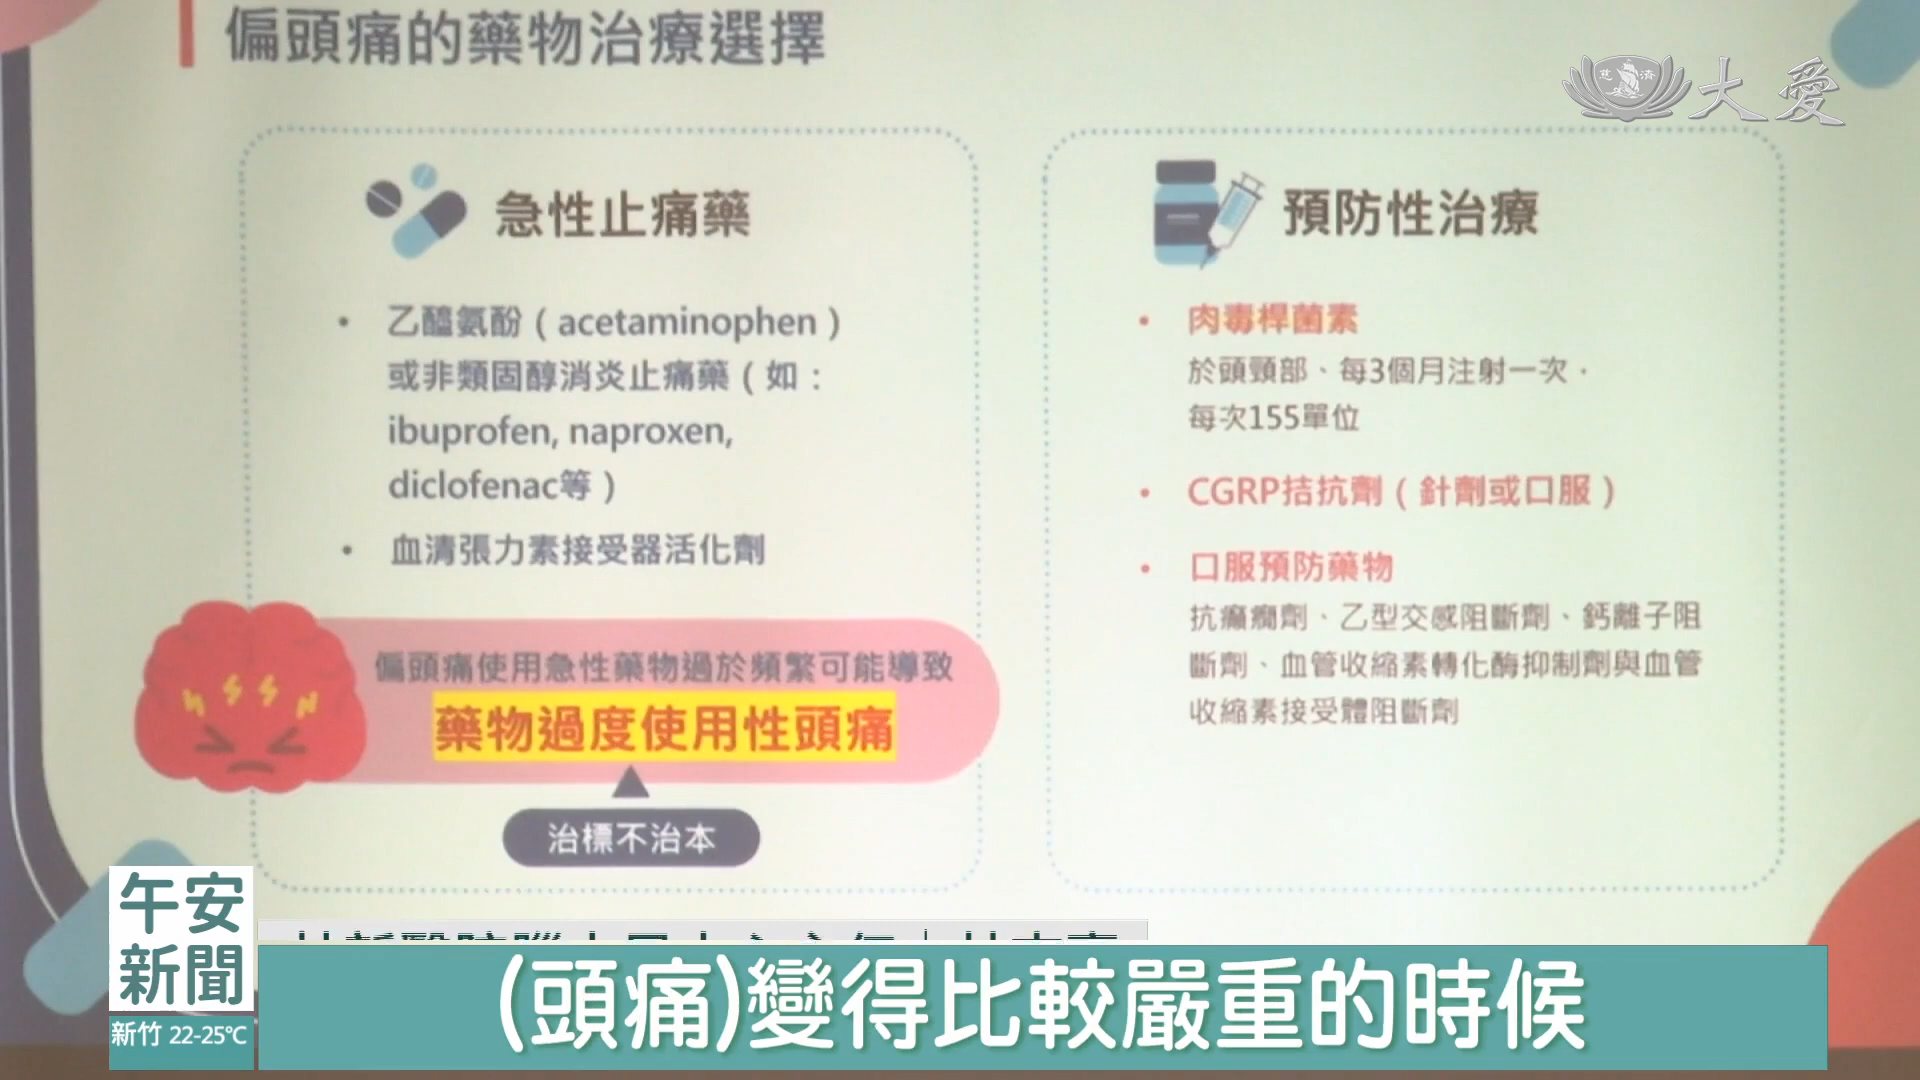 偏頭痛的藥物治療選擇
慈濟
大愛
急性止痛藥
• 乙醯氨酚（acetaminophen）
或非類固醇消炎止痛藥（如：
ibuprofen, naproxen,
diclofenac等）
• 血清張力素接受器活化劑
偏頭痛使用急性藥物過於頻繁可能導致
藥物過度使用性頭痛
治標不治本
預防性治療
• 肉毒桿菌素
於頭頸部、每3個月注射一次，
每次155單位
• CGRP拮抗劑（針劑或口服）
• 口服預防藥物
抗癲癇劑、乙型交感阻斷劑、鈣離子阻
斷劑、血管收縮素轉化酶抑制劑與血管
收縮素接受體阻斷劑
午安
新聞
新竹 22-25℃
(頭痛)變得比較嚴重的時候